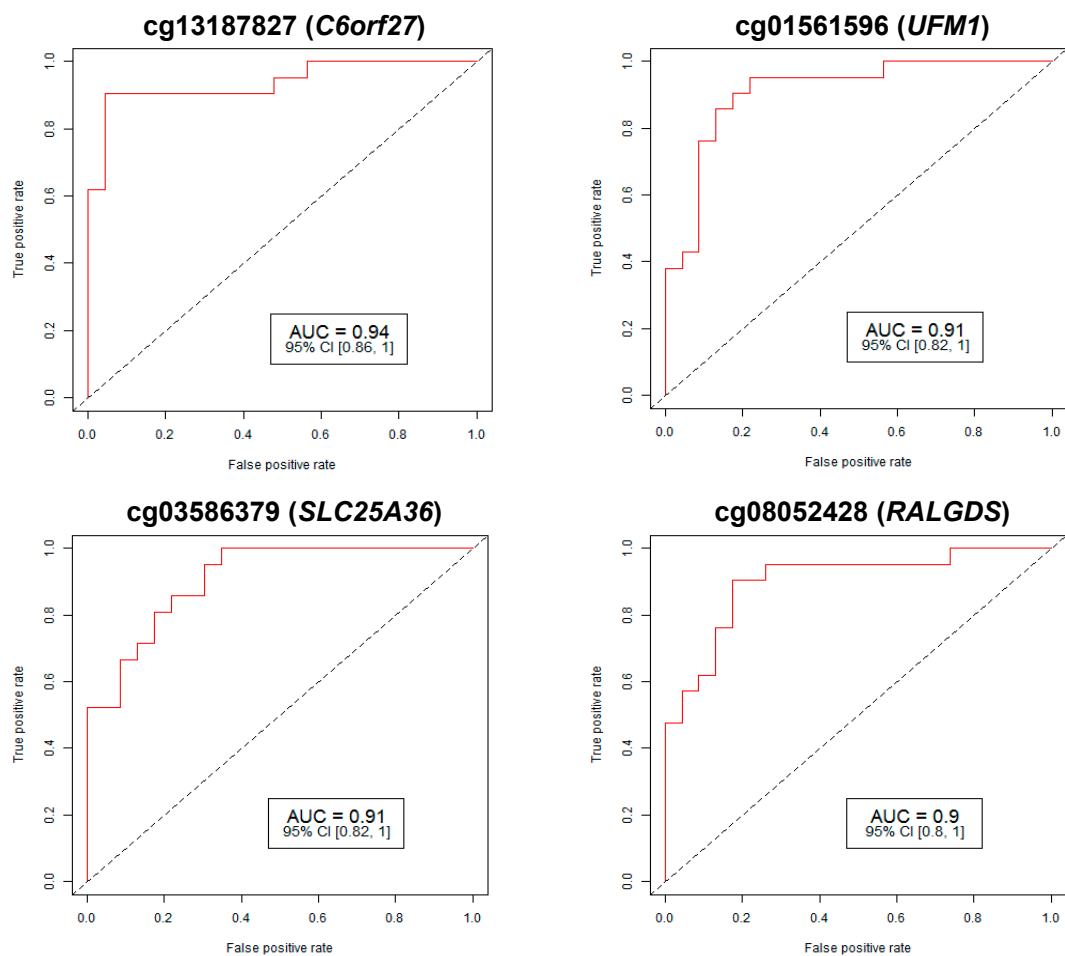 cg13187827 (C6orf27)
1.0
0.8
0.6
0.4
0.2
0.0
True positive rate
AUC = 0.94
95% CI [0.86, 1]
0.0 0.2 0.4 0.6 0.8 1.0
False positive rate
cg01561596 (UFM1)
1.0
0.8
0.6
0.4
0.2
0.0
True positive rate
AUC = 0.91
95% CI [0.82, 1]
0.0 0.2 0.4 0.6 0.8 1.0
False positive rate
cg03586379 (SLC25A36)
1.0
0.8
0.6
0.4
0.2
0.0
True positive rate
AUC = 0.91
95% CI [0.82, 1]
0.0 0.2 0.4 0.6 0.8 1.0
False positive rate
cg08052428 (RALGDS)
1.0
0.8
0.6
0.4
0.2
0.0
True positive rate
AUC = 0.9
95% CI [0.8, 1]
0.0 0.2 0.4 0.6 0.8 1.0
False positive rate